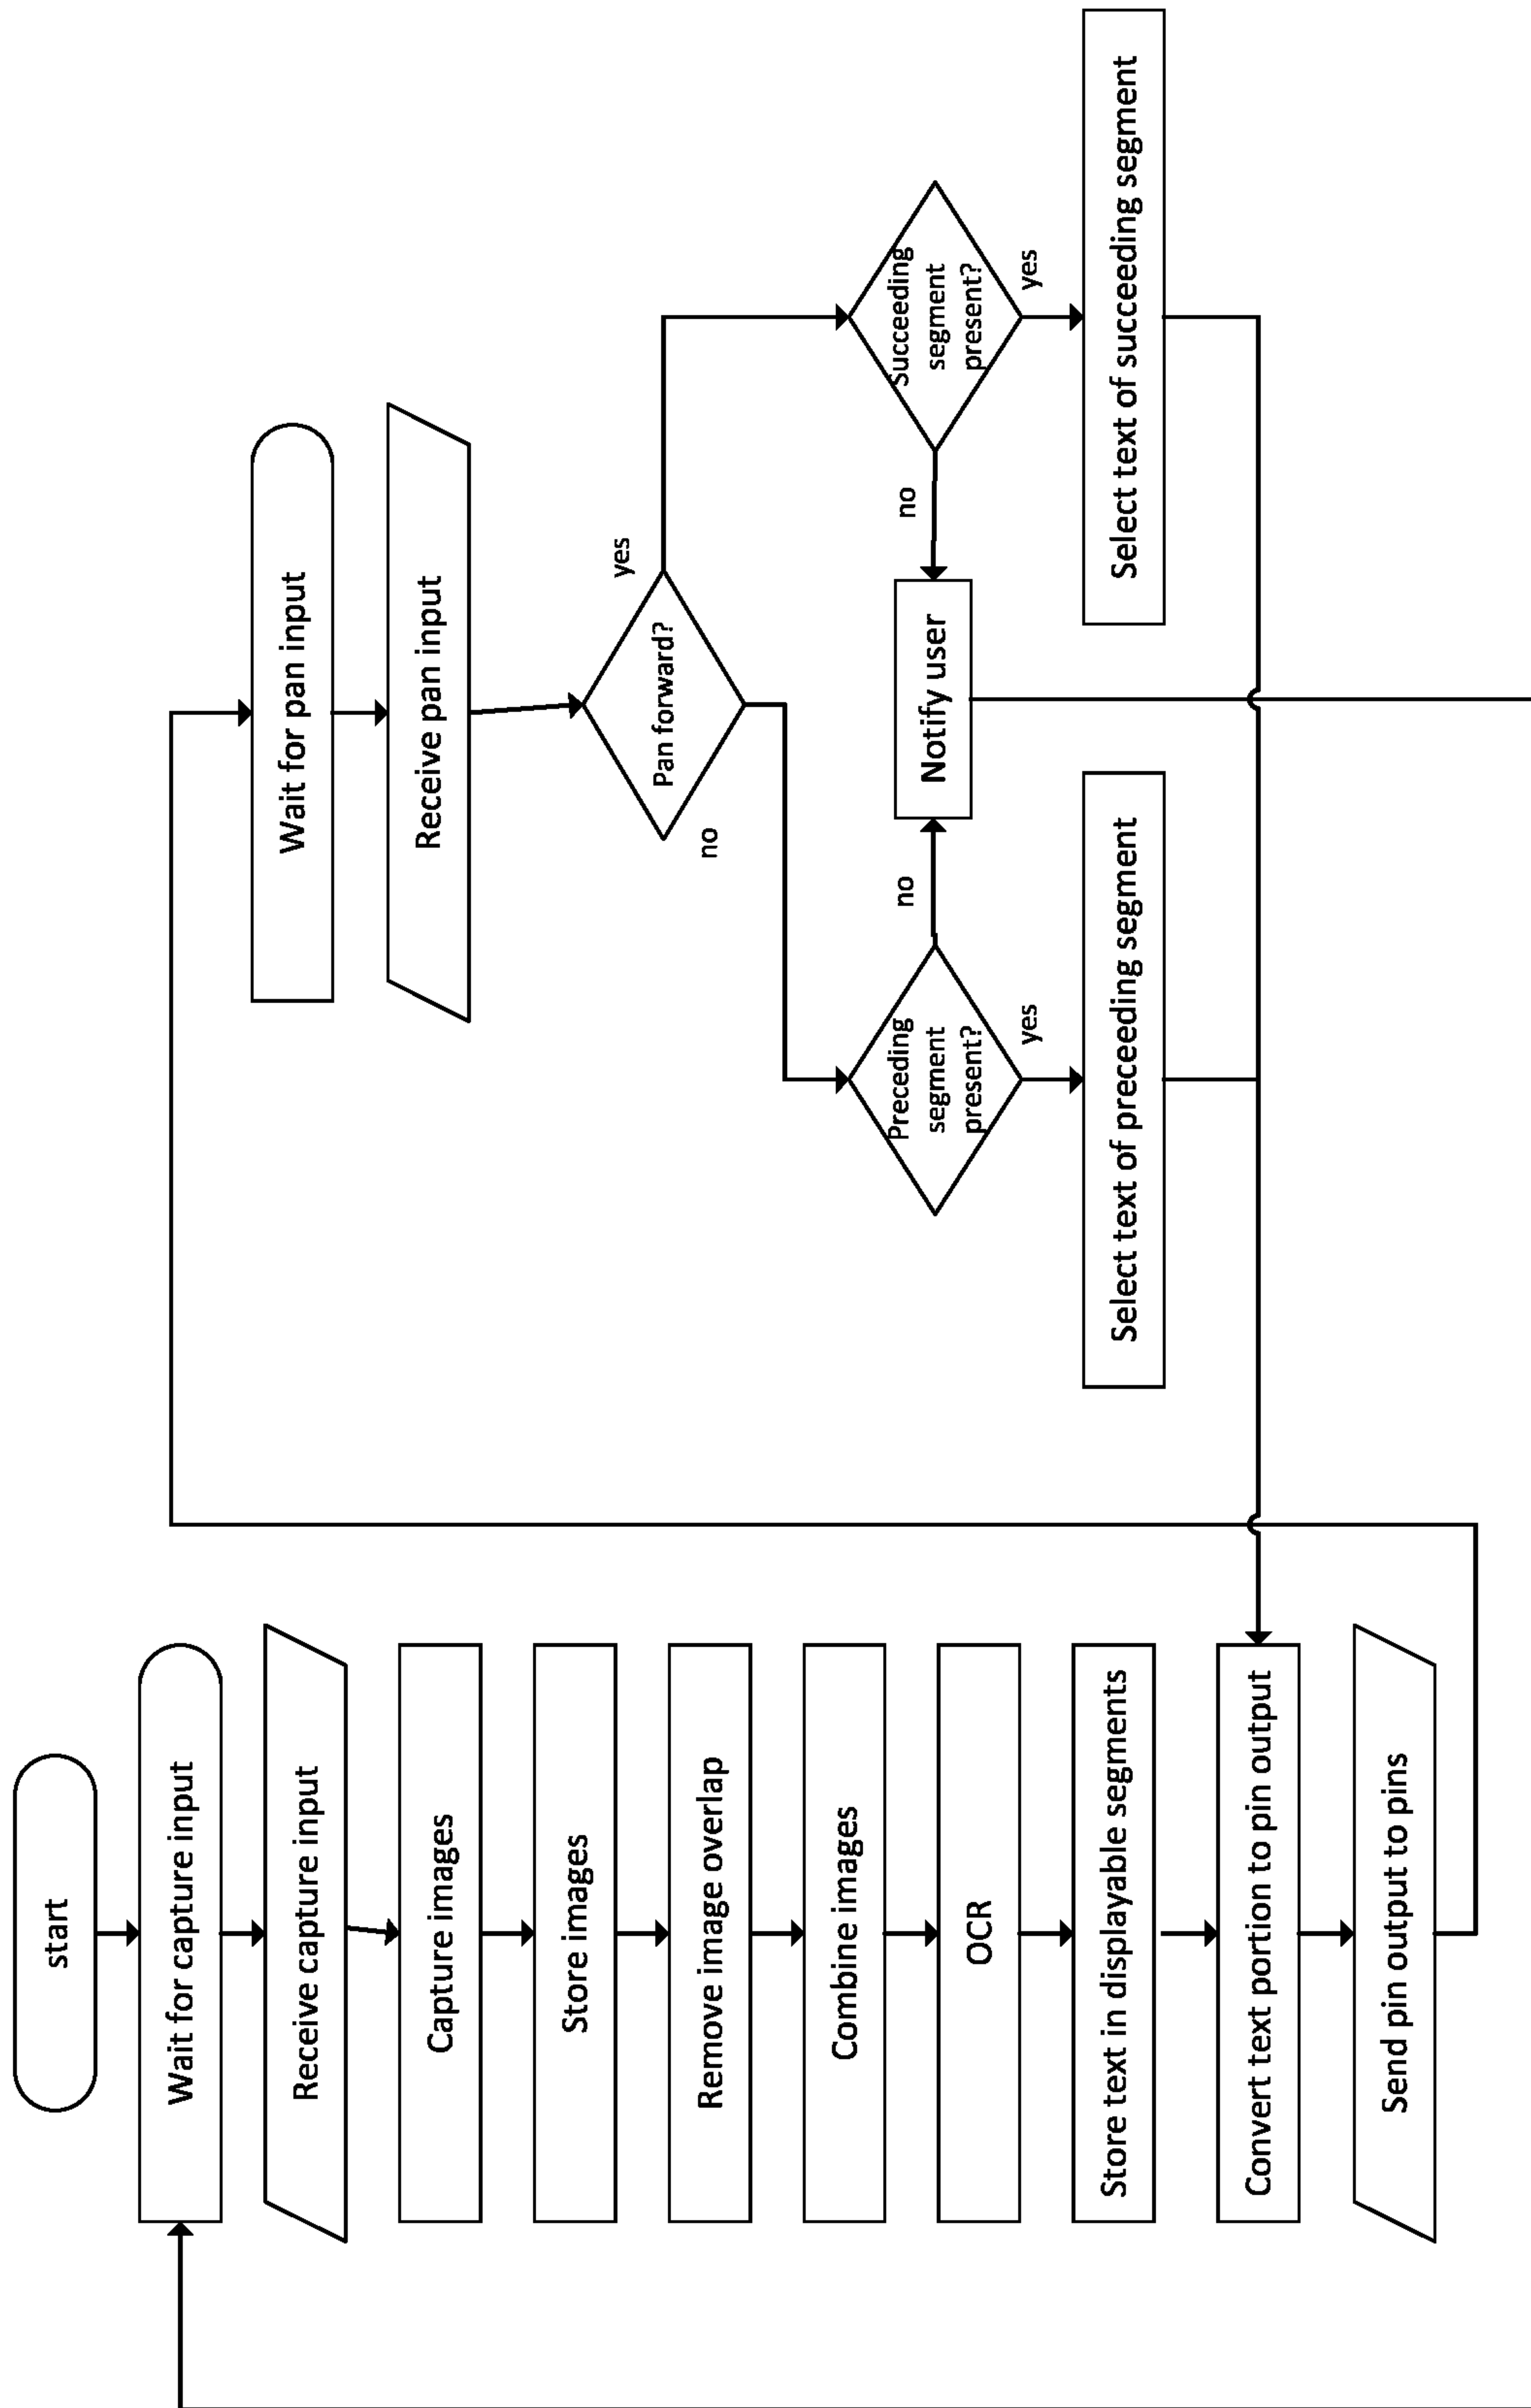 start
Wait for capture input
Receive capture input
Capture images
Store images
Remove image overlap
Combine images
OCR
Store text in displayable segments
Convert text portion to pin output
Send pin output to pins
Wait for pan input
Receive pan input
Pan forward?
yes
no
Preceding
segment
present?
no
yes
Notify user
Succeeding
segment
present?
no
yes
Select text of preceeding segment
Select text of succeeding segment